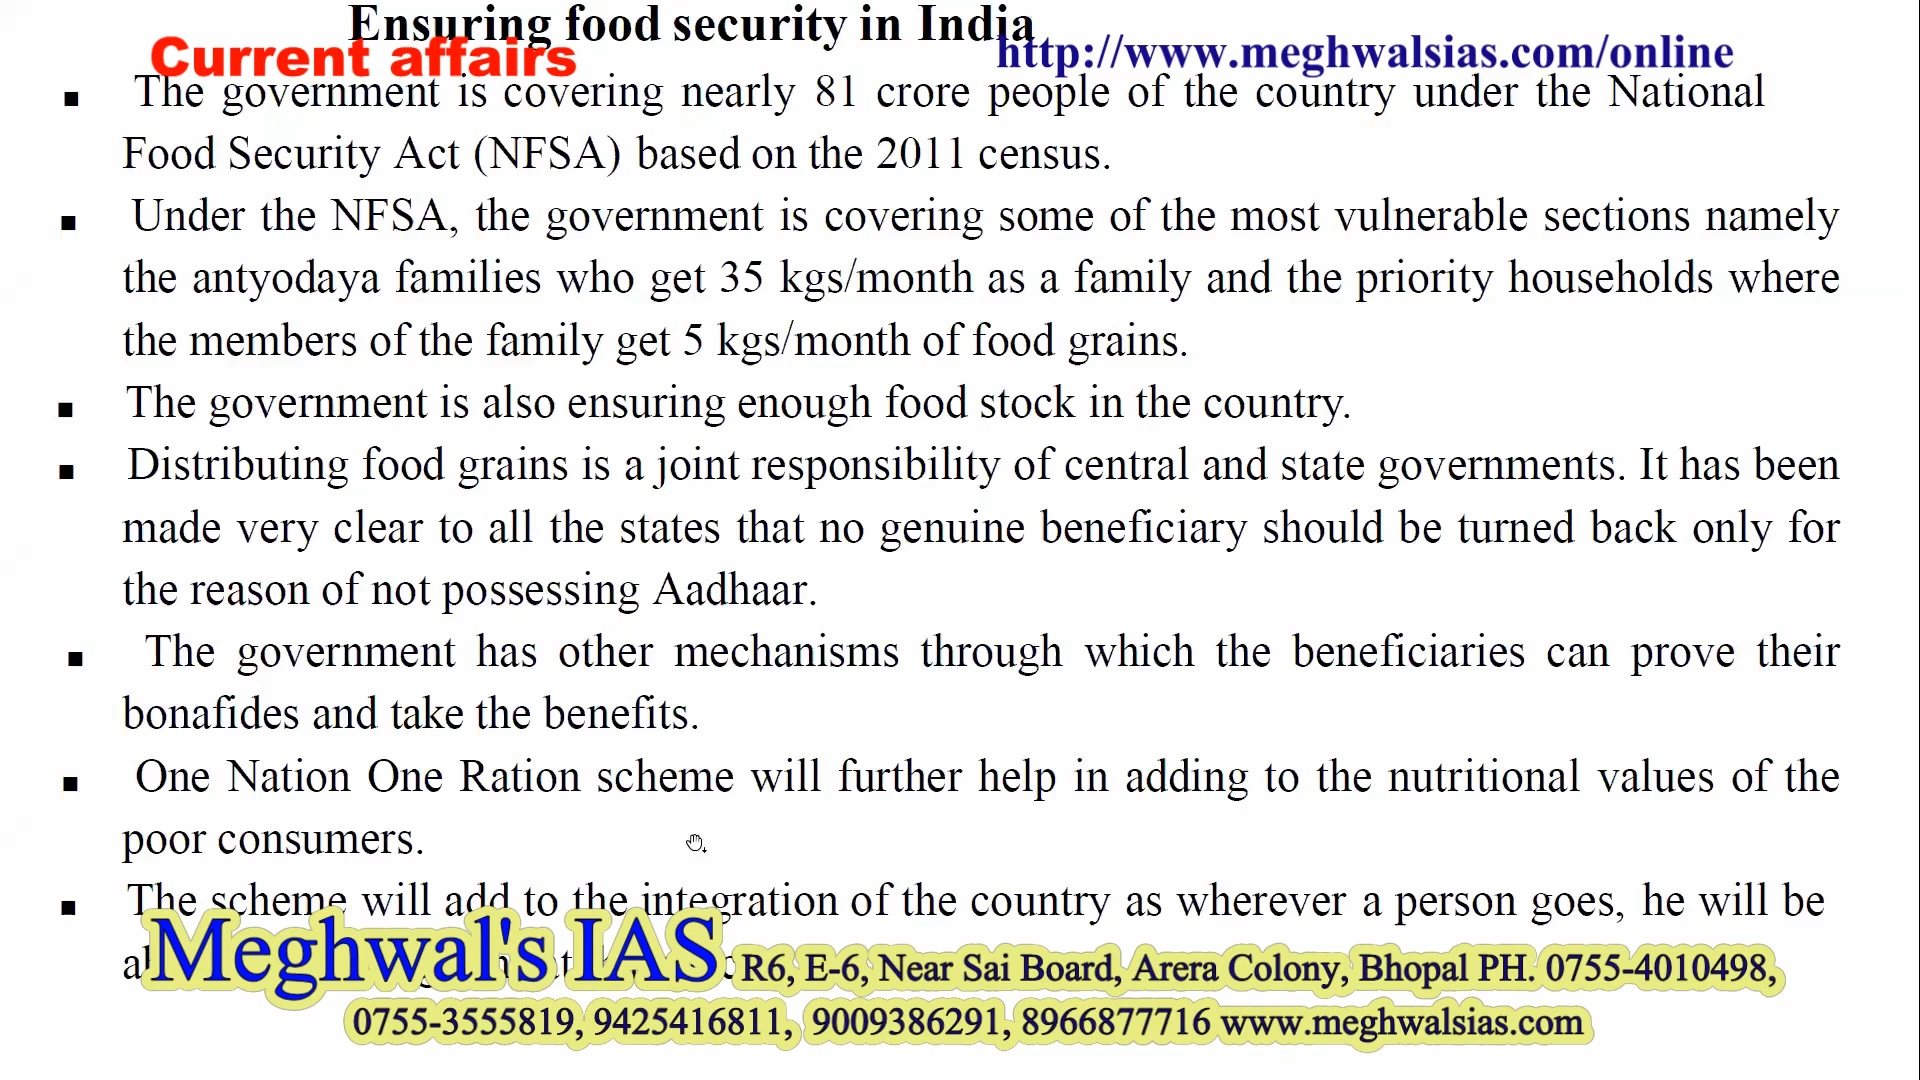 Ensuring food security in India
Current affairs
http://www.meghwalsias.com/online
▪ The government is covering nearly 81 crore people of the country under the National
Food Security Act (NFSA) based on the 2011 census.
▪ Under the NFSA, the government is covering some of the most vulnerable sections namely
the antyodaya families who get 35 kgs/month as a family and the priority households where
the members of the family get 5 kgs/month of food grains.
▪ The government is also ensuring enough food stock in the country.
▪ Distributing food grains is a joint responsibility of central and state governments. It has been
made very clear to all the states that no genuine beneficiary should be turned back only for
the reason of not possessing Aadhaar.
▪ The government has other mechanisms through which the beneficiaries can prove their
bonafides and take the benefits.
▪ One Nation One Ration scheme will further help in adding to the nutritional values of the
poor consumers.
▪ The scheme will add to the integration of the country as wherever a person goes, he will be
Meghwal's IAS R6, E-6, Near Sai Board, Arera Colony, Bhopal PH. 0755-4010498,
0755-3555819, 9425416811, 9009386291, 8966877716 www.meghwalsias.com